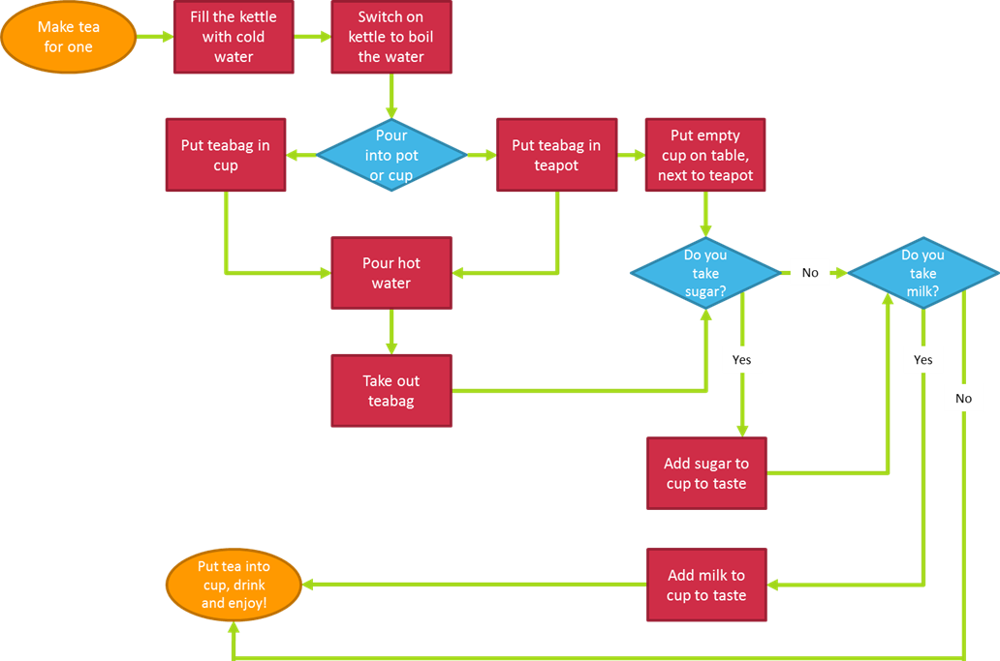 Make tea
for one
Fill the kettle
with cold
water
Switch on
kettle to boil
the water
Put teabag in
cup
Pour
into pot
or cup
Put teabag in
teapot
Put empty
cup on table,
next to teapot
Pour hot
water
Do you
take
sugar?
No
Do you
take
milk?
Take out
teabag
Yes
Yes
No
Add sugar to
cup to taste
Put tea into
cup, drink
and enjoy!
Add milk to
cup to taste